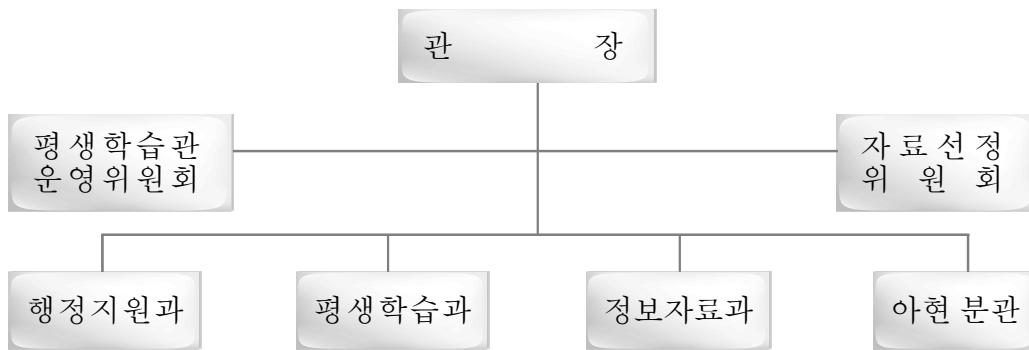 관 장
평생학습관
운영위원회
자료선정
위 원 회
행정지원과
평생학습과
정보자료과
아현 분관